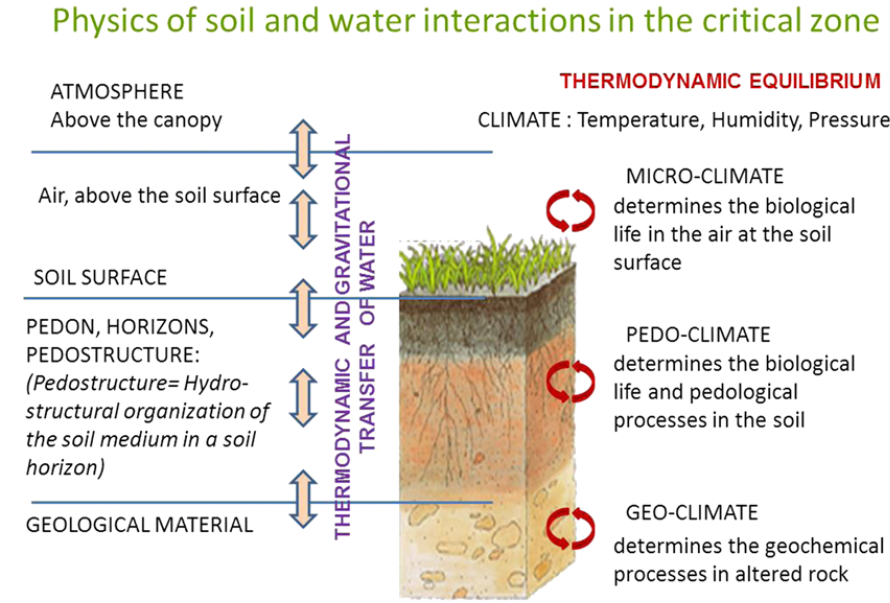 Physics of soil and water interactions in the critical zone
ATMOSPHERE
Above the canopy
Air, above the soil surface
SOIL SURFACE
PEDON, HORIZONS,
PEDOSTRUCTURE:
(Pedostructure= Hydro-
structural organization of
the soil medium in a soil
horizon)
GEOLOGICAL MATERIAL
THERMODYNAMIC AND GRAVITATIONAL
TRANSFER OF WATER
THERMODYNAMIC EQUILIBRIUM
CLIMATE : Temperature, Humidity, Pressure
MICRO-CLIMATE
determines the biological
life in the air at the soil
surface
PEDO-CLIMATE
determines the biological
life and pedological
processes in the soil
GEO-CLIMATE
determines the geochemical
processes in altered rock